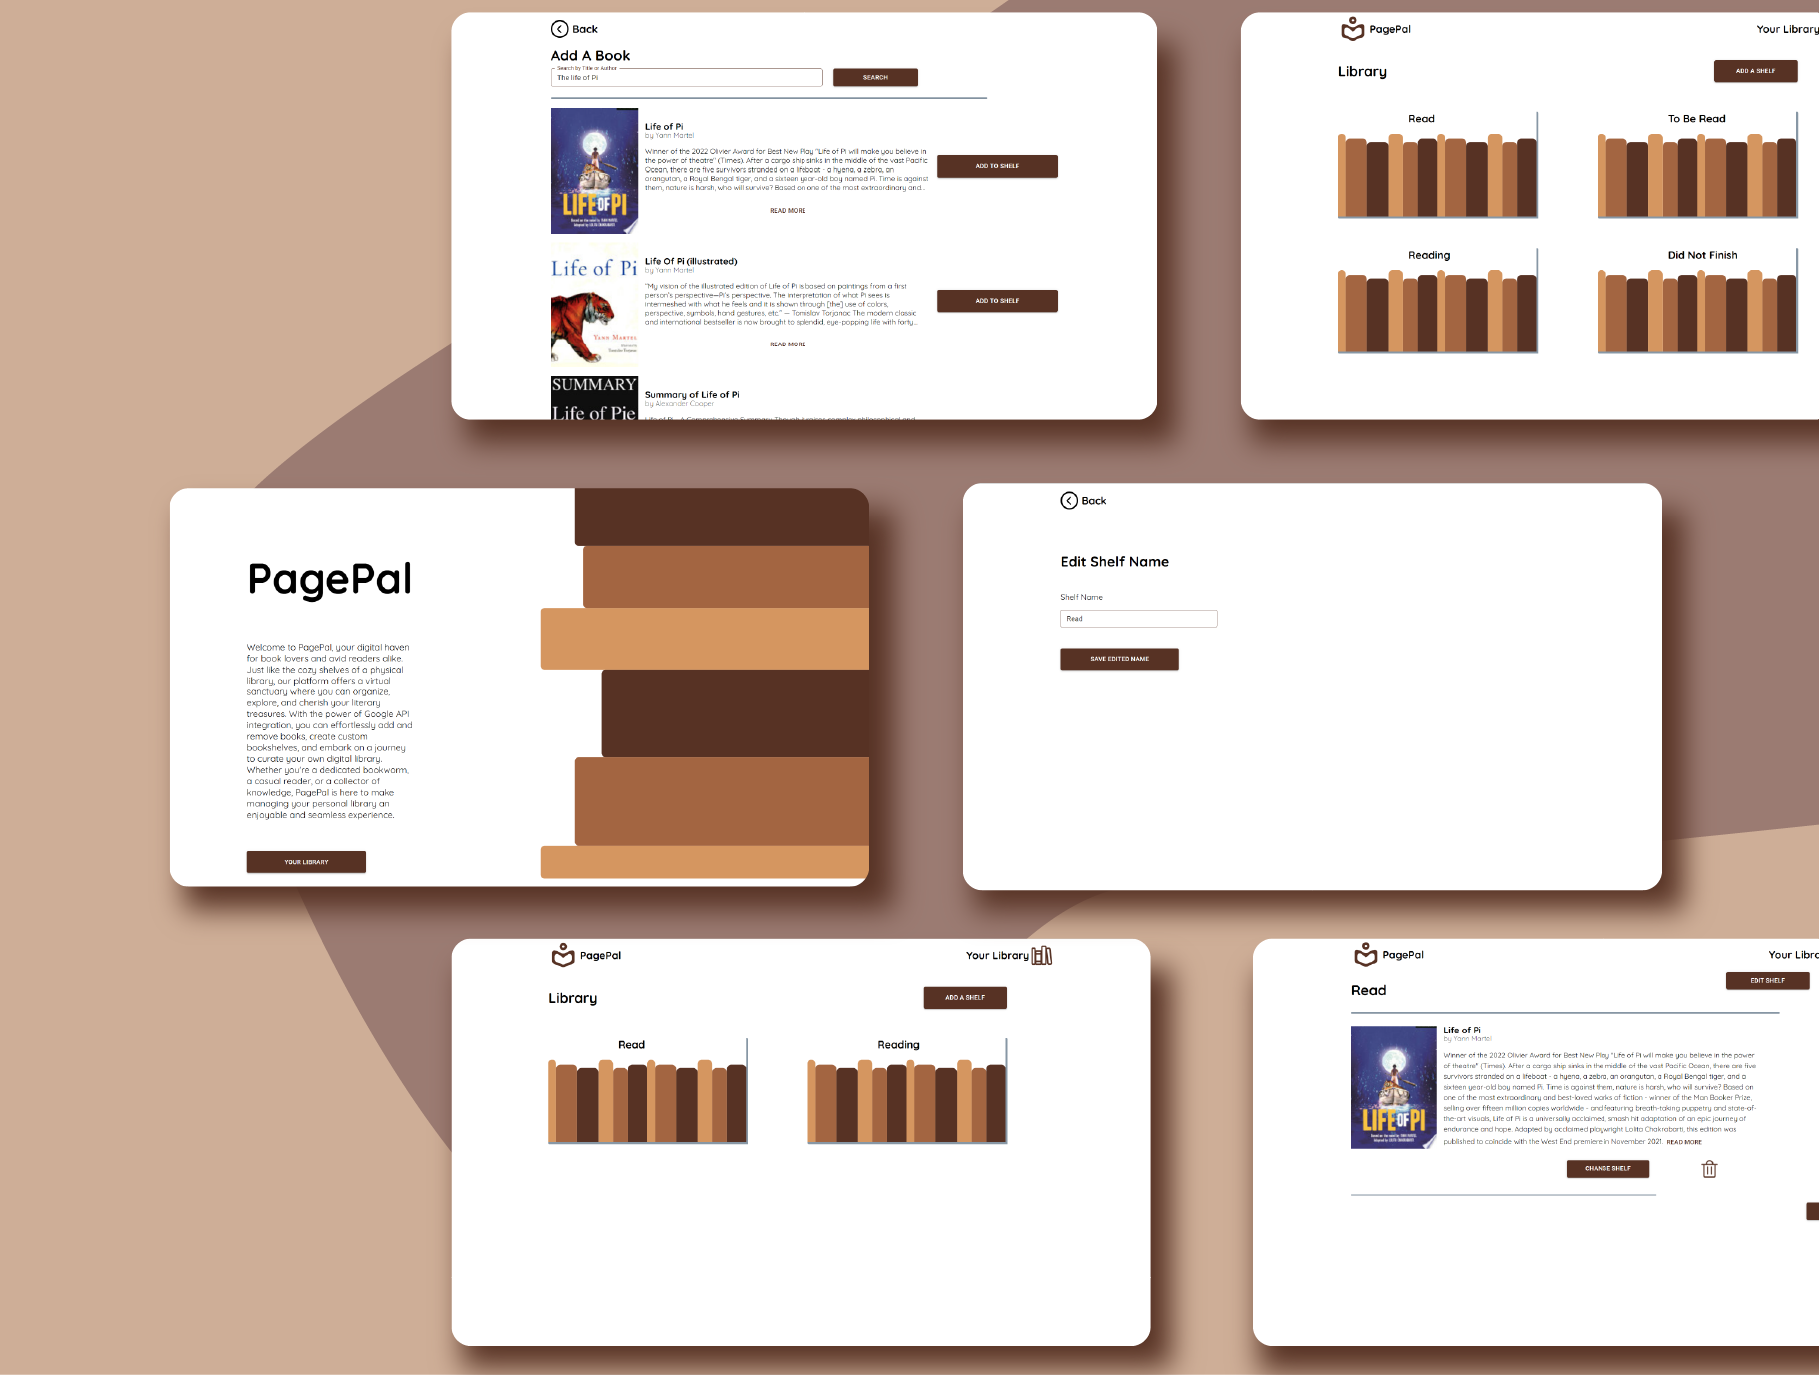 Back
Add A Book
Search by Title or Author
The life of Pi
SEARCH
LIFE OF PI
Life of Pi
by Yann Martel
Winner of the 2022 Olivier Award for Best New Play "Life of Pi will make you believe in
the power of theatre" (Times). After a cargo ship sinks in the middle of the vast Pacific
Ocean, there are five survivors stranded on a lifeboat - a hyena, a zebra, an
orangutan, a Royal Bengal tiger, and a sixteen year-old boy named Pi. Time is against
them, nature is harsh, who will survive? Based on one of the most extraordinary and...
READ MORE
ADD TO SHELF
Life of Pi
YANN MARTEL
Life Of Pi (illustrated)
by Yann Martel
"My vision of the illustrated edition of Life of Pi is based on paintings from a first
person's perspective—Pi's perspective. The interpretation of what Pi sees is
intermeshed with what he feels and it is shown through [the] use of colors,
perspective, symbols, hand gestures, etc." — Tomislav Torjanac The modern classic
and international bestseller is now brought to splendid, eye-popping life with forty...
READ MORE
ADD TO SHELF
SUMMARY
Life of Pie
Summary of Life of Pi
by Alexander Cooper
PagePal
Your Library
Library
ADD A SHELF
Read
To Be Read
Reading
Did Not Finish
PagePal
Welcome to PagePal, your digital haven
for book lovers and avid readers alike.
Just like the cozy shelves of a physical
library, our platform offers a virtual
sanctuary where you can organize,
explore, and cherish your literary
treasures. With the power of Google API
integration, you can effortlessly add and
remove books, create custom
bookshelves, and embark on a journey
to curate your own digital library.
Whether you're a dedicated bookworm,
a casual reader, or a collector of
knowledge, PagePal is here to make
managing your personal library an
enjoyable and seamless experience.
YOUR LIBRARY
Back
Edit Shelf Name
Shelf Name
Read
SAVE EDITED NAME
PagePal
Your Library
Library
ADD A SHELF
Read
Reading
PagePal
Your Libr
EDIT SHELF
Read
LIFE OF PI
Life of Pi
by Yann Martel
Winner of the 2022 Olivier Award for Best New Play "Life of Pi will make you believe in the power
of theatre" (Times). After a cargo ship sinks in the middle of the vast Pacific Ocean, there are five
survivors stranded on a lifeboat - a hyena, a zebra, an orangutan, a Royal Bengal tiger, and a
sixteen year-old boy named Pi. Time is against them, nature is harsh, who will survive? Based on
one of the most extraordinary and best-loved works of fiction - winner of the Man Booker Prize,
selling over fifteen million copies worldwide - and featuring breath-taking puppetry and state-of-
the-art visuals, Life of Pi is a universally acclaimed, smash hit adaptation of an epic journey of
endurance and hope. Adapted by acclaimed playwright Lolita Chakrabarti, this edition was
published to coincide with the West End premiere in November 2021. READ MORE
CHANGE SHELF